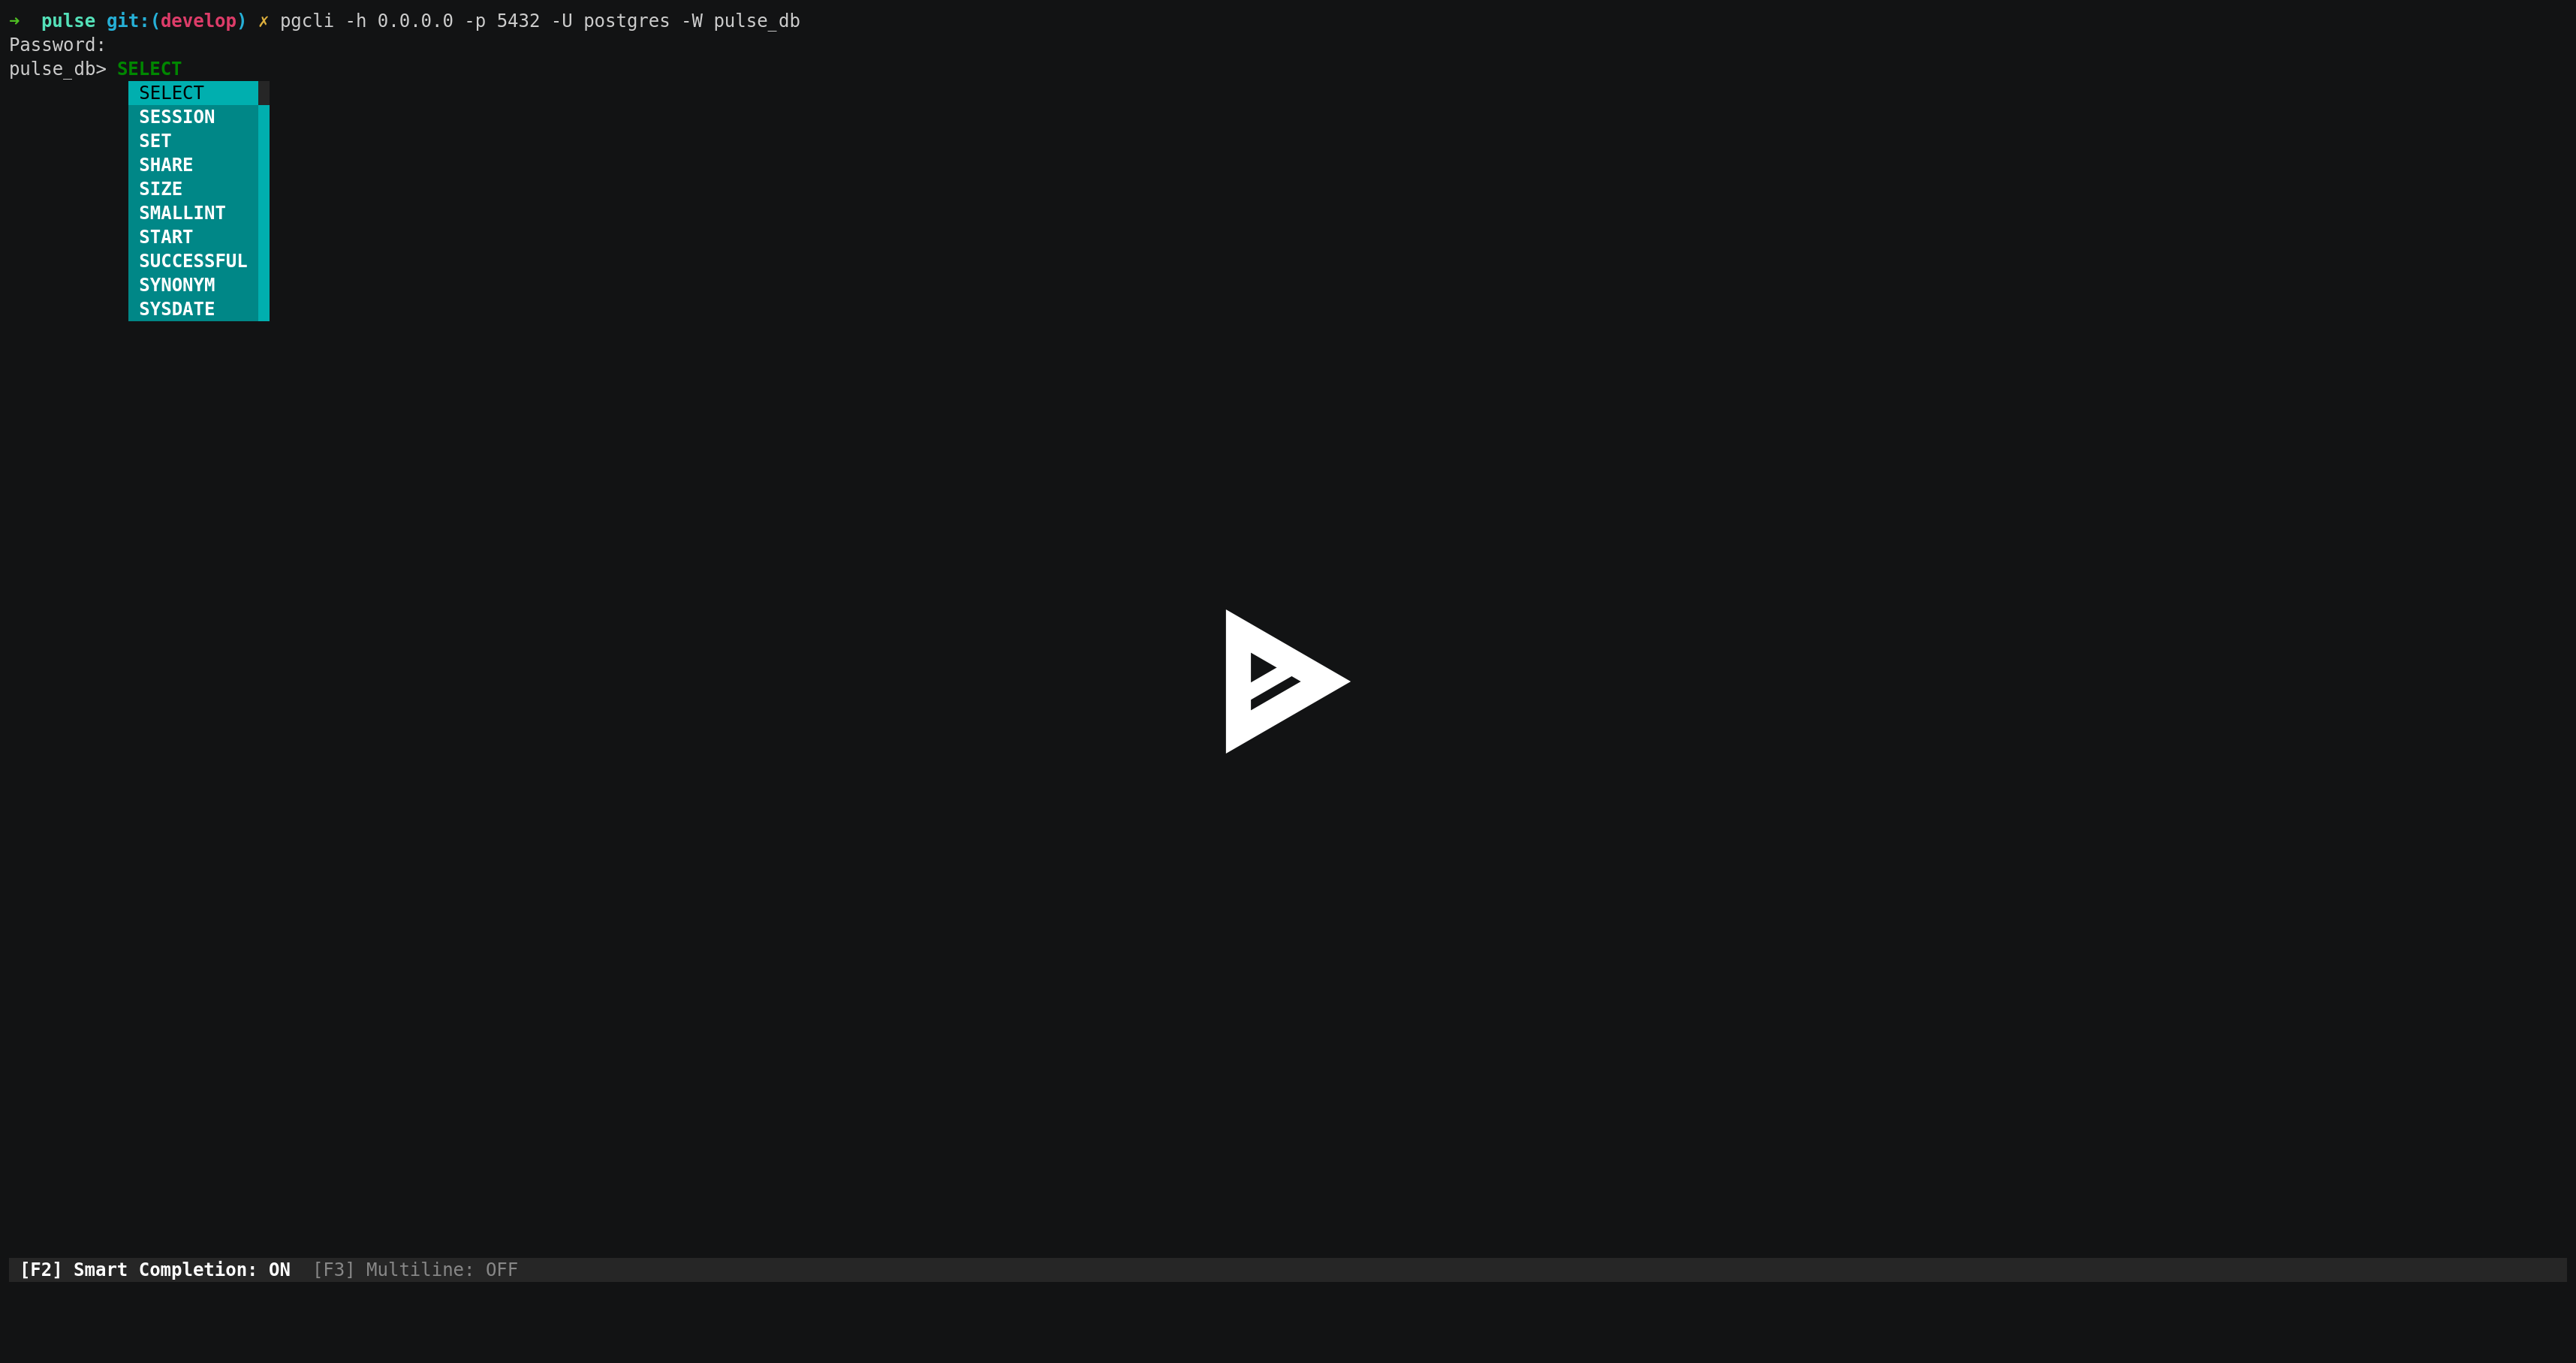 ➜  pulse git:(develop) ✗ pgcli -h 0.0.0.0 -p 5432 -U postgres -W pulse_db
Password:
pulse_db> SELECT
SELECT
SESSION
SET
SHARE
SIZE
SMALLINT
START
SUCCESSFUL
SYNONYM
SYSDATE
[F2] Smart Completion: ON  [F3] Multiline: OFF